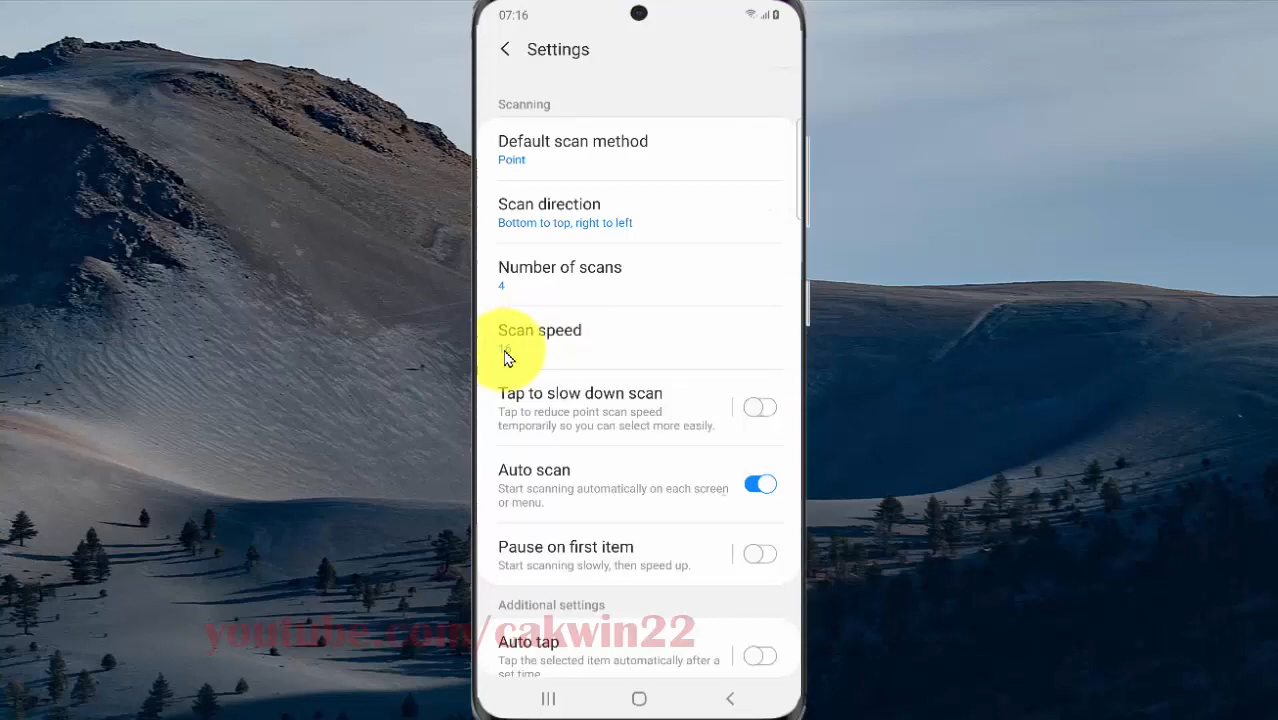 07:16
Settings
Scanning
Default scan method
Point
Scan direction
Bottom to top, right to left
Number of scans
4
Scan speed
16
Tap to slow down scan
Tap to reduce point scan speed
temporarily so you can select more easily.
Auto scan
Start scanning automatically on each screen
or menu.
Pause on first item
Start scanning slowly, then speed up.
Additional settings
youtube.com/cakwin22
Auto tap
Tap the selected item automatically after a
set time.